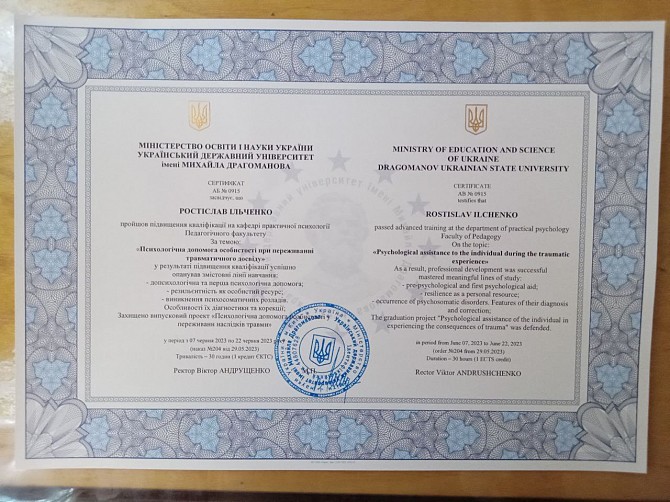 МІНІСТЕРСТВО ОСВІТИ І НАУКИ УКРАЇНИ
УКРАЇНСЬКИЙ ДЕРЖАВНИЙ УНІВЕРСИТЕТ
імені МИХАЙЛА ДРАГОМАНОВА
СЕРТИФІКАТ
АБ № 0915
засвідчує, що
РОСТІСЛАВ ІЛЬЧЕНКО
пройшов підвищення кваліфікації на кафедрі практичної психології
Педагогічного факультету
За темою:
«Психологічна допомога особистості при переживанні
травматичного досвіду»
у результаті підвищення кваліфікації успішно
опанував змістові лінії навчання:
- допсихологічна та перша психологічна допомога;
- резильєнтність як особистий ресурс;
- виникнення психосоматичних розладів.
Особливості їх діагностики та корекції;
Захищено випусковий проєкт «Психологічна допомога у
переживанні наслідків травми»
у період з 07 червня 2023 по 22 червня 2023
(наказ №204 від 29.05.2023)
Тривалість – 30 годин (1 кредит ЄКТС)
Ректор Віктор АНДРУЩЕНКО М.П.
MINISTRY OF EDUCATION AND SCIENCE
OF UKRAINE
DRAGOMANOV UKRAINIAN STATE UNIVERSITY
CERTIFICATE
АБ № 0915
testifies that
ROSTISLAV ILCHENKO
passed advanced training at the department of practical psychology
Faculty of Pedagogy
On the topic:
«Psychological assistance to the individual during the traumatic
experience»
As a result, professional development was successful
mastered meaningful lines of study:
- pro-psychological and first psychological aid;
- resilience as a personal resource;
- occurrence of psychosomatic disorders. Features of their diagnosis
and correction;
The graduation project "Psychological assistance of the individual in
experiencing the consequences of trauma" was defended.
in period from June 07, 2023 to June 22, 2023
(order №204 from 29.05.2023)
Duration – 30 hours (1 ECTS credit)
Rector Viktor ANDRUSHCHENKO